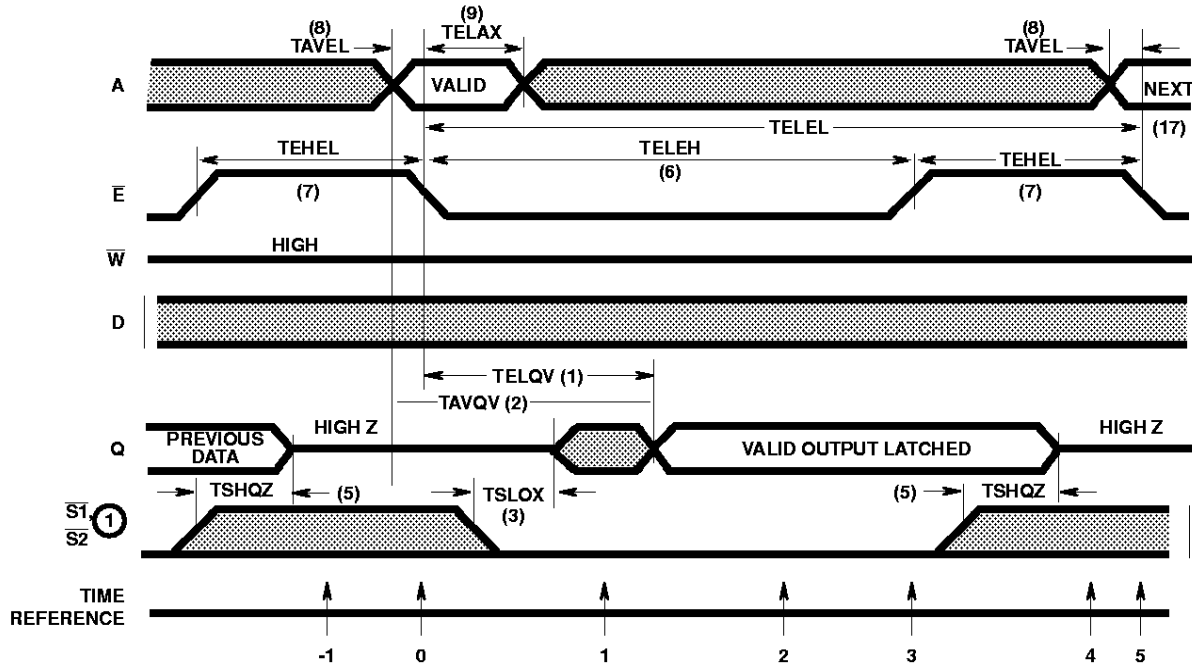 (8)
TAVEL
(9)
TELAX
(8)
TAVEL
A
VALID
NEXT
TELEL
(17)
TEHEL
(7)
TELEH
(6)
TEHEL
(7)
E
W
HIGH
D
TELQV (1)
TAVQV (2)
Q
PREVIOUS
DATA
HIGH Z
VALID OUTPUT LATCHED
HIGH Z
TSHQZ
(5)
TSLOX
(3)
(5)
TSHQZ
S1,
S2
1
TIME
REFERENCE
-1 0 1 2 3 4 5